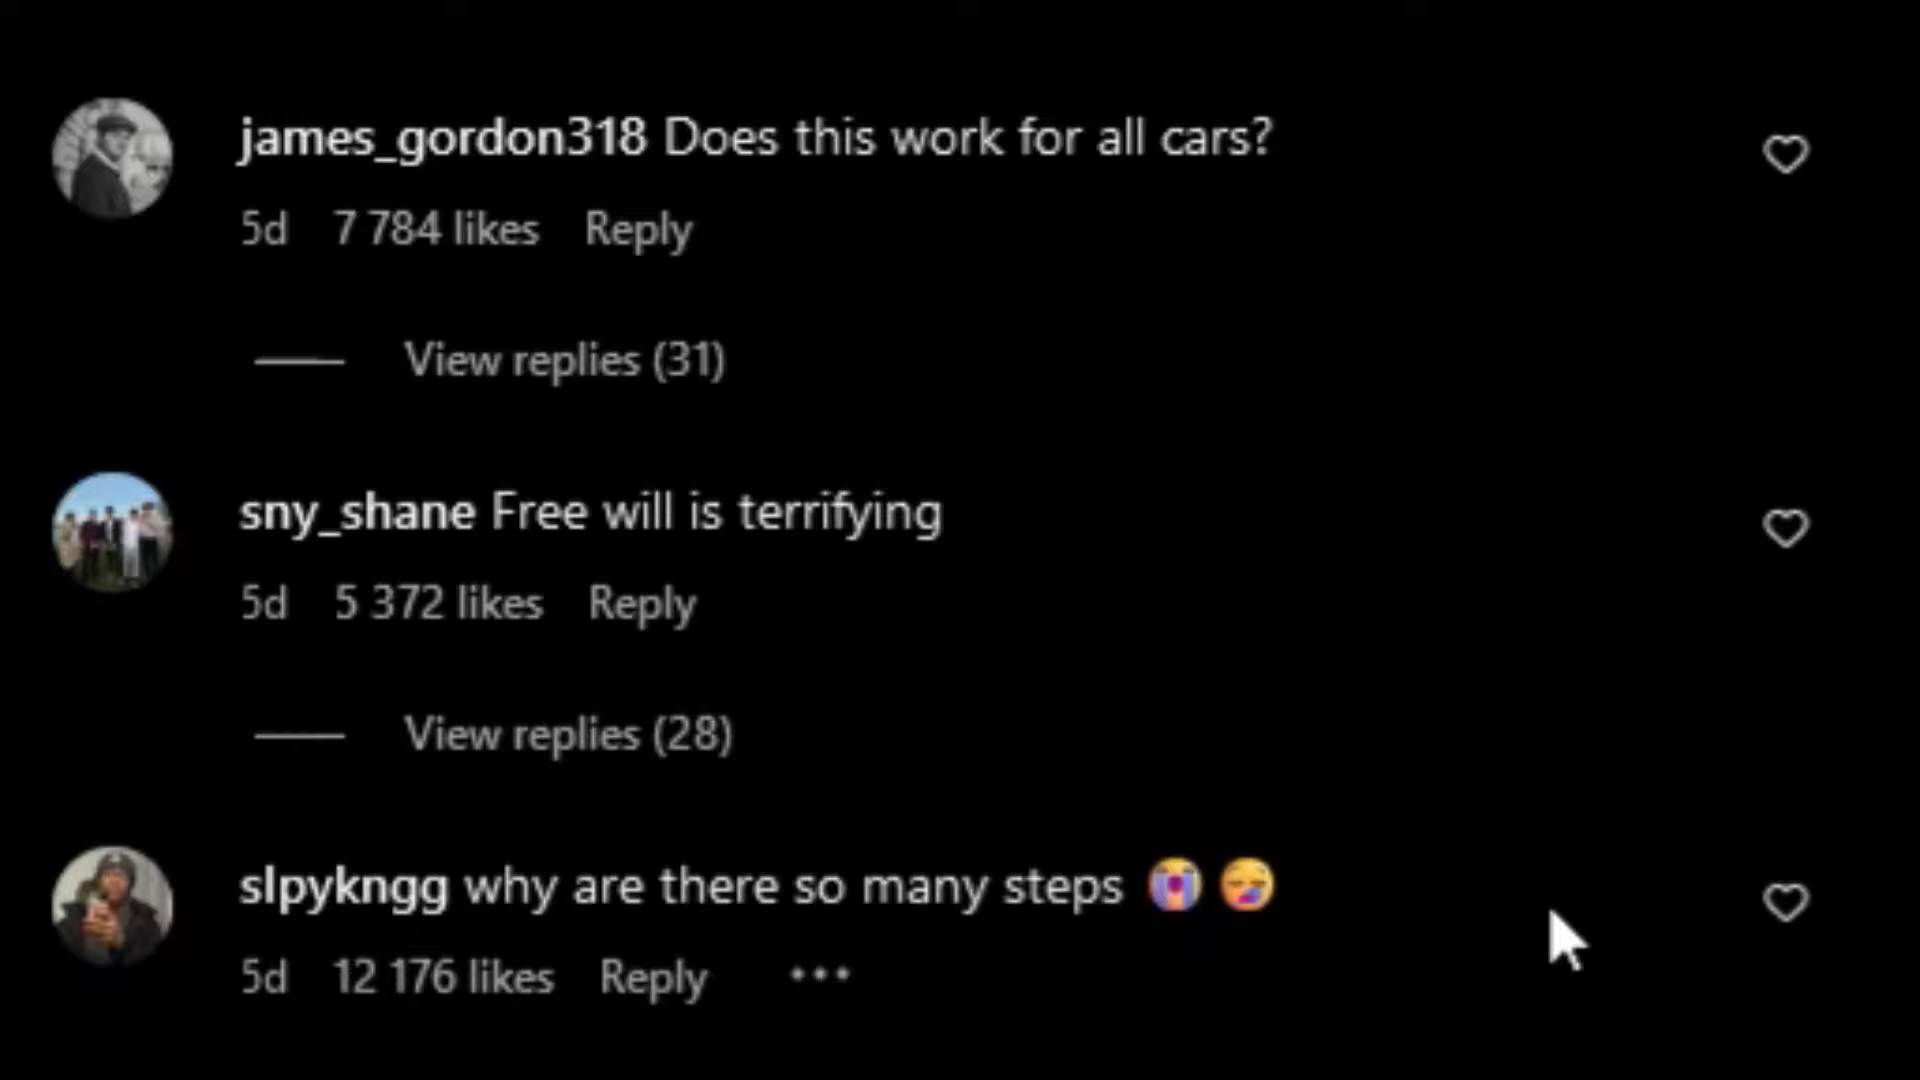 james_gordon318 Does this work for all cars?
5d 7 784 likes Reply
View replies (31)
sny_shane Free will is terrifying
5d 5 372 likes Reply
View replies (28)
slpykngg why are there so many steps 😭😪
5d 12 176 likes Reply •••